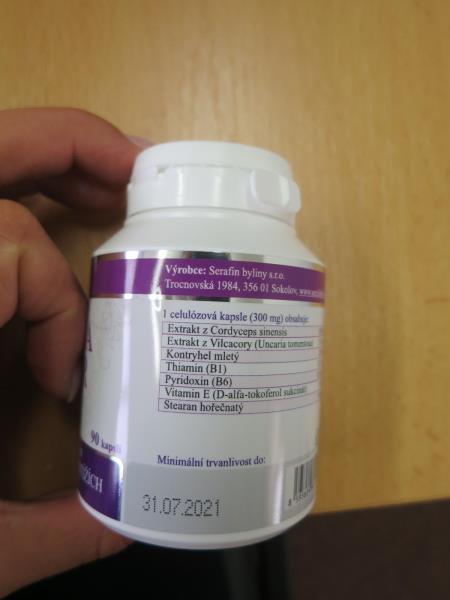 Výrobce: Serafin byliny s.r.o.
Trocnovská 1984, 356 01 Sokolov,
1 celulózová kapsle (300 mg) obsahuje:
Extrakt z Cordyceps sinensis
Extrakt z Vilcacory (Uncaria tomentosa)
Kontryhel mletý
Thiamin (B1)
Pyridoxin (B6)
Vitamin E (D-alfa-tokoferol sukcinát)
Stearan hořečnatý
90 kapslí
Minimální trvanlivost do:
31.07.2021